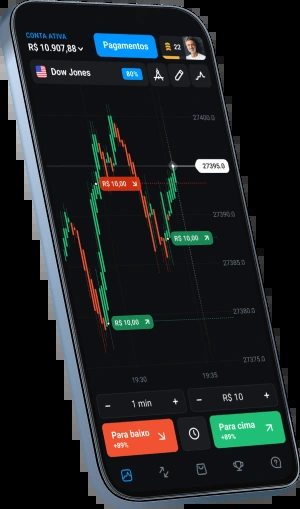 CONTA ATIVA
R$ 10.907,88
Pagamentos
22
Dow Jones
80%
27400.0
27395.0
R$ 10,00
27390.0
R$ 10,00
27385.0
27380.0
R$ 10,00
27375.0
19:30
19:35
− 1 min +
− R$ 10 +
Para baixo
+89%
Para cima
+89%